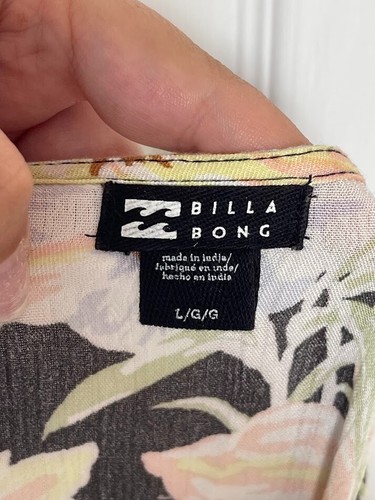 BILLA
BONG
made in india/
fabriqué en inde/
hecho en india
L/G/G